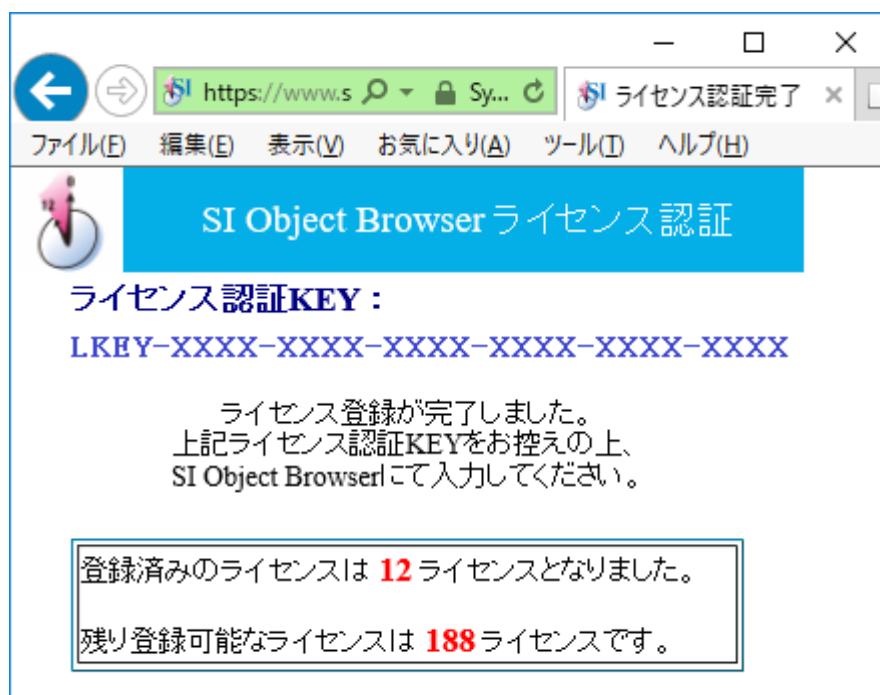 https://www.s
Sy...
ライセンス認証完了
ファイル(F) 編集(E) 表示(V) お気に入り(A) ツール(T) ヘルプ(H)
SI Object Browserライセンス認証
ライセンス認証KEY：
LKEY-XXXX-XXXX-XXXX-XXXX-XXXX-XXXX
ライセンス登録が完了しました。
上記ライセンス認証KEYをお控えの上、
SI Object Browserにて入力してください。
登録済みのライセンスは 12 ライセンスとなりました。
残り登録可能なライセンスは 188 ライセンスです。